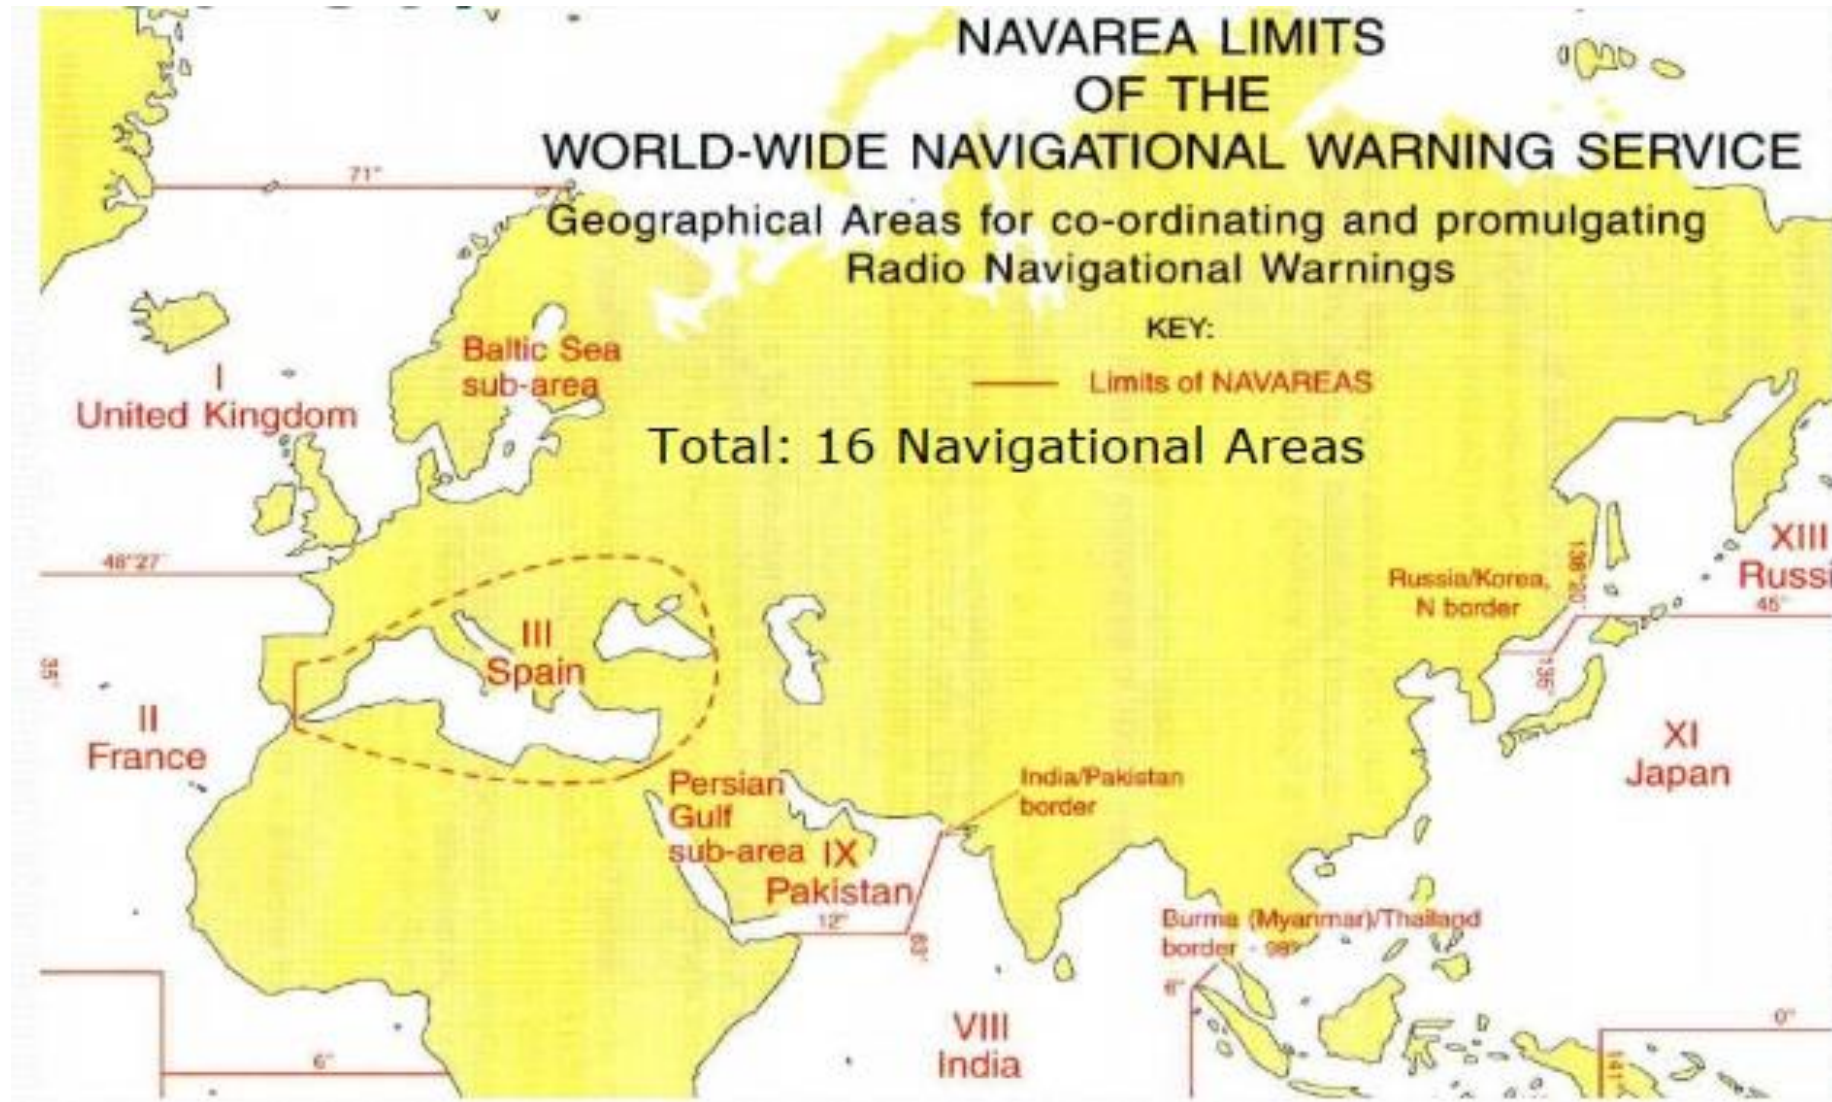 NAVAREA LIMITS
OF THE
WORLD-WIDE NAVIGATIONAL WARNING SERVICE
71°
Geographical Areas for co-ordinating and promulgating
Radio Navigational Warnings
KEY:
Limits of NAVAREAS
Baltic Sea
sub-area
I
United Kingdom
Total: 16 Navigational Areas
48°27'
XIII
Russi
45°
138°20'
Russia/Korea,
N border
135°
III
Spain
35°
II
France
XI
Japan
Persian
Gulf
sub-area
IX
Pakistan
India/Pakistan
border
12°
63°
Burma (Myanmar)/Thailand
border - 98°
6°
VIII
India
0°
141°
6°